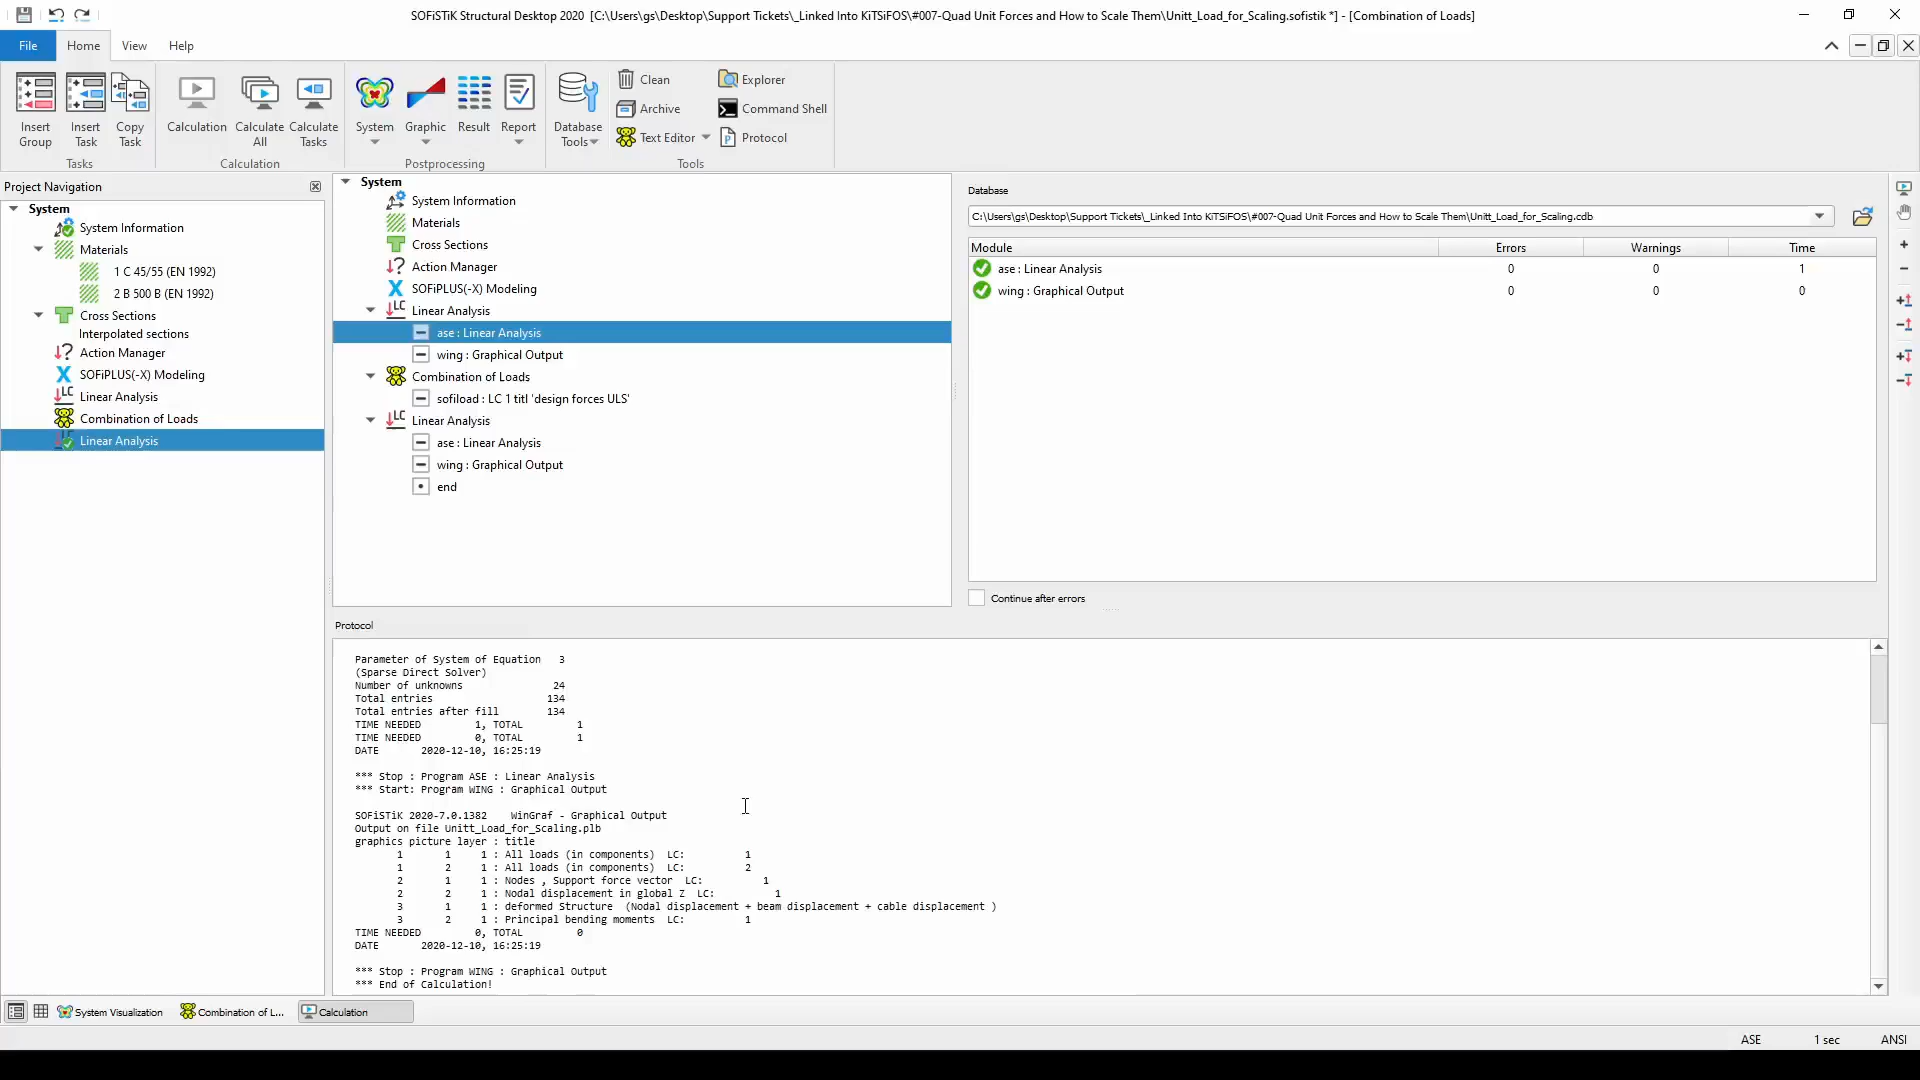 SOFiSTiK Structural Desktop 2020 [C:\Users\gs\Desktop\Support Tickets\_Linked Into KiTSiFOS\#007-Quad Unit Forces and How to Scale Them\Unitt_Load_for_Scaling.sofistik *] - [Combination of Loads]
File Home View Help
Insert Group
Insert Task
Copy Task
Tasks
Calculation
Calculate All
Calculate Tasks
Calculation
System
Graphic
Result
Report
Postprocessing
Database Tools
Clean
Archive
Text Editor
Explorer
Command Shell
Protocol
Tools
Project Navigation
System
System Information
Materials
1 C 45/55 (EN 1992)
2 B 500 B (EN 1992)
Cross Sections
Interpolated sections
Action Manager
SOFiPLUS(-X) Modeling
Linear Analysis
Combination of Loads
Linear Analysis
System
System Information
Materials
Cross Sections
Action Manager
SOFiPLUS(-X) Modeling
Linear Analysis
ase : Linear Analysis
wing : Graphical Output
Combination of Loads
sofiload : LC 1 titl 'design forces ULS'
Linear Analysis
ase : Linear Analysis
wing : Graphical Output
end
Database
C:\Users\gs\Desktop\Support Tickets\_Linked Into KiTSiFOS\#007-Quad Unit Forces and How to Scale Them\Unitt_Load_for_Scaling.cdb
Module Errors Warnings Time
ase : Linear Analysis 0 0 1
wing : Graphical Output 0 0 0
Continue after errors
Protocol
Parameter of System of Equation 3
(Sparse Direct Solver)
Number of unknowns 24
Total entries 134
Total entries after fill 134
TIME NEEDED 1, TOTAL 1
TIME NEEDED 0, TOTAL 1
DATE 2020-12-10, 16:25:19
*** Stop : Program ASE : Linear Analysis
*** Start: Program WING : Graphical Output
SOFiSTiK 2020-7.0.1382 WinGraf - Graphical Output
Output on file Unitt_Load_for_Scaling.plb
graphics picture layer : title
1 1 1 : All loads (in components) LC: 1
1 2 1 : All loads (in components) LC: 2
2 1 1 : Nodes , Support force vector LC: 1
2 2 1 : Nodal displacement in global Z LC: 1
3 1 1 : deformed Structure (Nodal displacement + beam displacement + cable displacement )
3 2 1 : Principal bending moments LC: 1
TIME NEEDED 0, TOTAL 0
DATE 2020-12-10, 16:25:19
*** Stop : Program WING : Graphical Output
*** End of Calculation!
System Visualization
Combination of L...
Calculation
ASE 1 sec ANSI